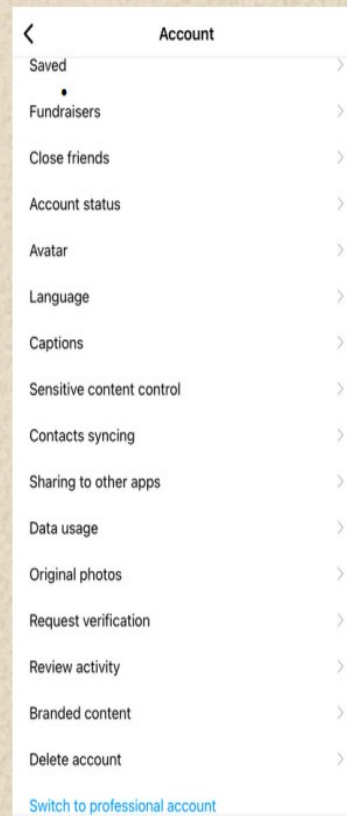 Account
Saved
Fundraisers
Close friends
Account status
Avatar
Language
Captions
Sensitive content control
Contacts syncing
Sharing to other apps
Data usage
Original photos
Request verification
Review activity
Branded content
Delete account
Switch to professional account